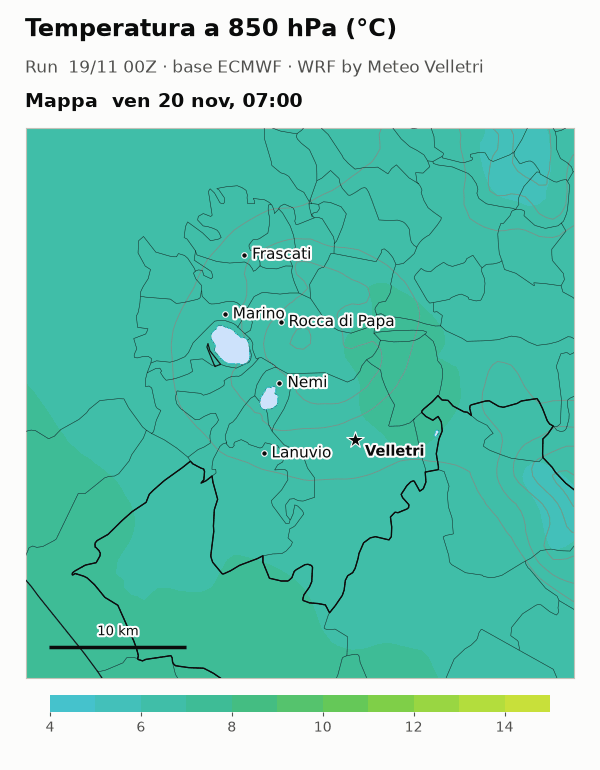 Temperatura a 850 hPa (°C)
Run  19/11 00Z · base ECMWF · WRF by Meteo Velletri
Mappa  ven 20 nov, 07:00
Frascati
Marino
Rocca di Papa
Nemi
Velletri
Lanuvio
10 km
4 6 8 10 12 14